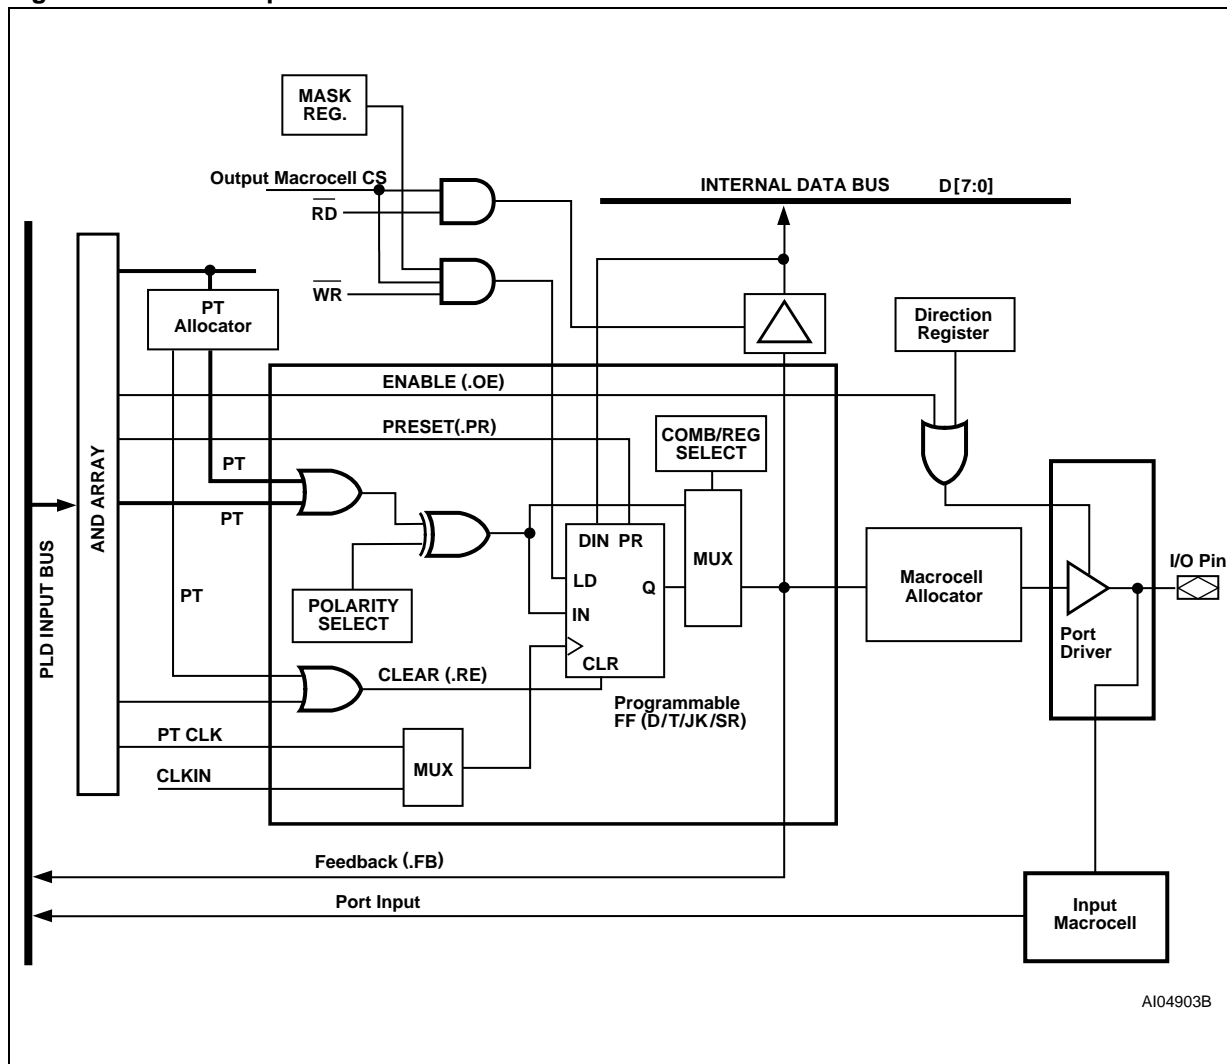 MASK
REG.
Output Macrocell CS
RD
WR
INTERNAL DATA BUS D[7:0]
PT
Allocator
Direction
Register
ENABLE (.OE)
PRESET(.PR)
COMB/REG
SELECT
PT
PT
AND ARRAY
PLD INPUT BUS
DIN PR
MUX
LD
Q
IN
CLR
POLARITY
SELECT
PT
Macrocell
Allocator
I/O Pin
Port
Driver
CLEAR (.RE)
Programmable
FF (D/T/JK/SR)
PT CLK
MUX
CLKIN
Feedback (.FB)
Port Input
Input
Macrocell
AI04903B